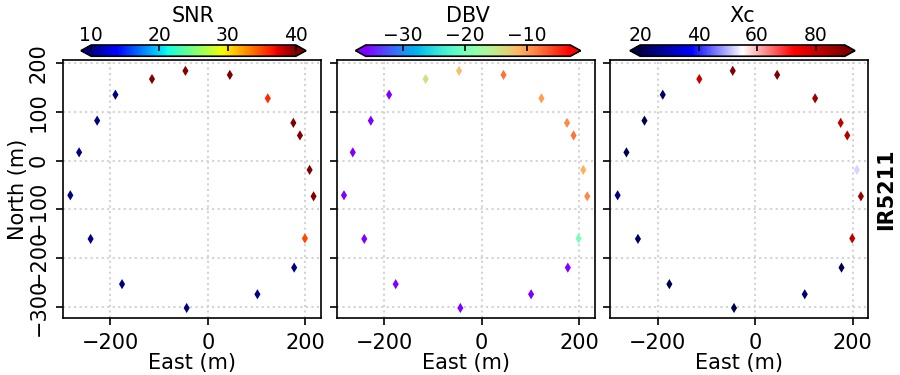 SNR DBV Xc
10 20 30 40 −30 −20 −10 20 40 60 80
200
100
0
−100
−200
−300
North (m)
IR5211
−200 0 200 −200 0 200 −200 0 200
East (m) East (m) East (m)